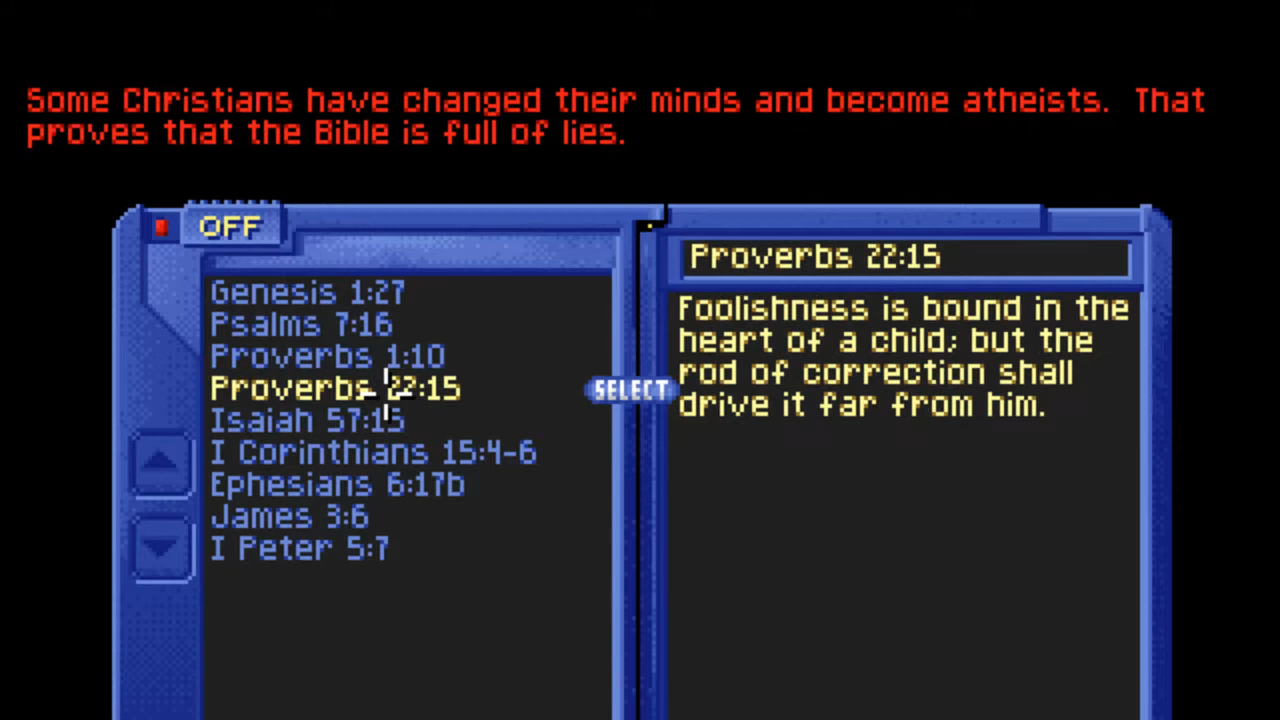 Some Christians have changed their minds and become atheists. That
proves that the Bible is full of lies.
OFF
Genesis 1:27
Psalms 7:16
Proverbs 1:10
Proverbs 22:15
Isaiah 57:15
I Corinthians 15:4-6
Ephesians 6:17b
James 3:6
I Peter 5:7
SELECT
Proverbs 22:15
Foolishness is bound in the
heart of a child; but the
rod of correction shall
drive it far from him.